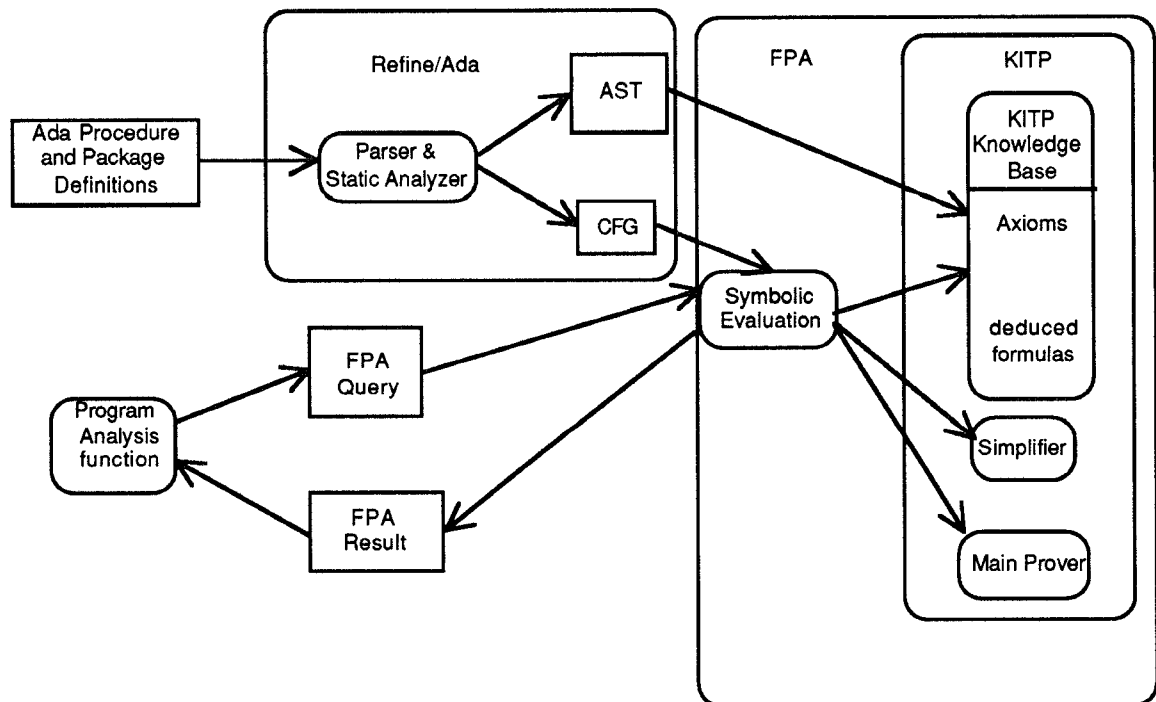 Refine/Ada
FPA
KITP
AST
Ada Procedure
and Package
Definitions
Parser &
Static Analyzer
KITP
Knowledge
Base
Axioms
CFG
Symbolic
Evaluation
deduced
formulas
FPA
Query
Program
Analysis
function
Simplifier
FPA
Result
Main Prover